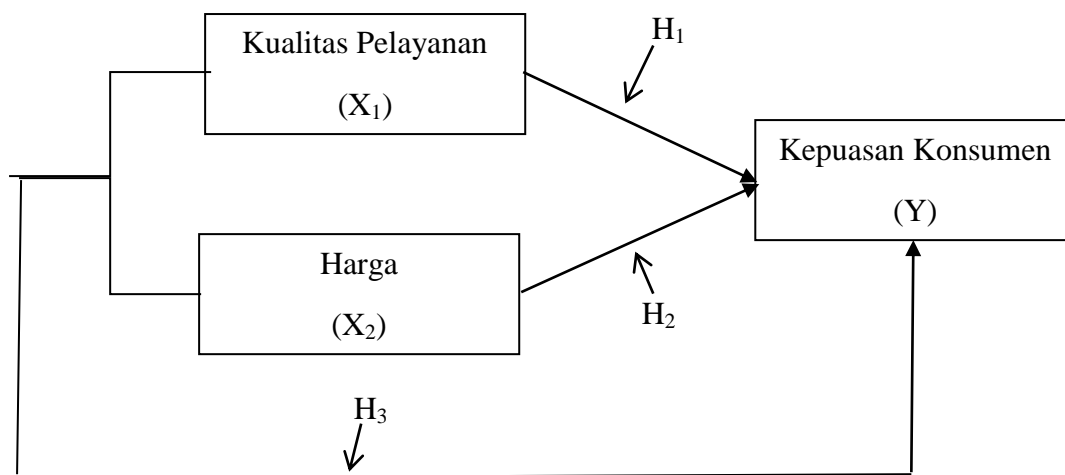 Kualitas Pelayanan
(X₁)
H₁
Kepuasan Konsumen
(Y)
Harga
(X₂)
H₂
H₃